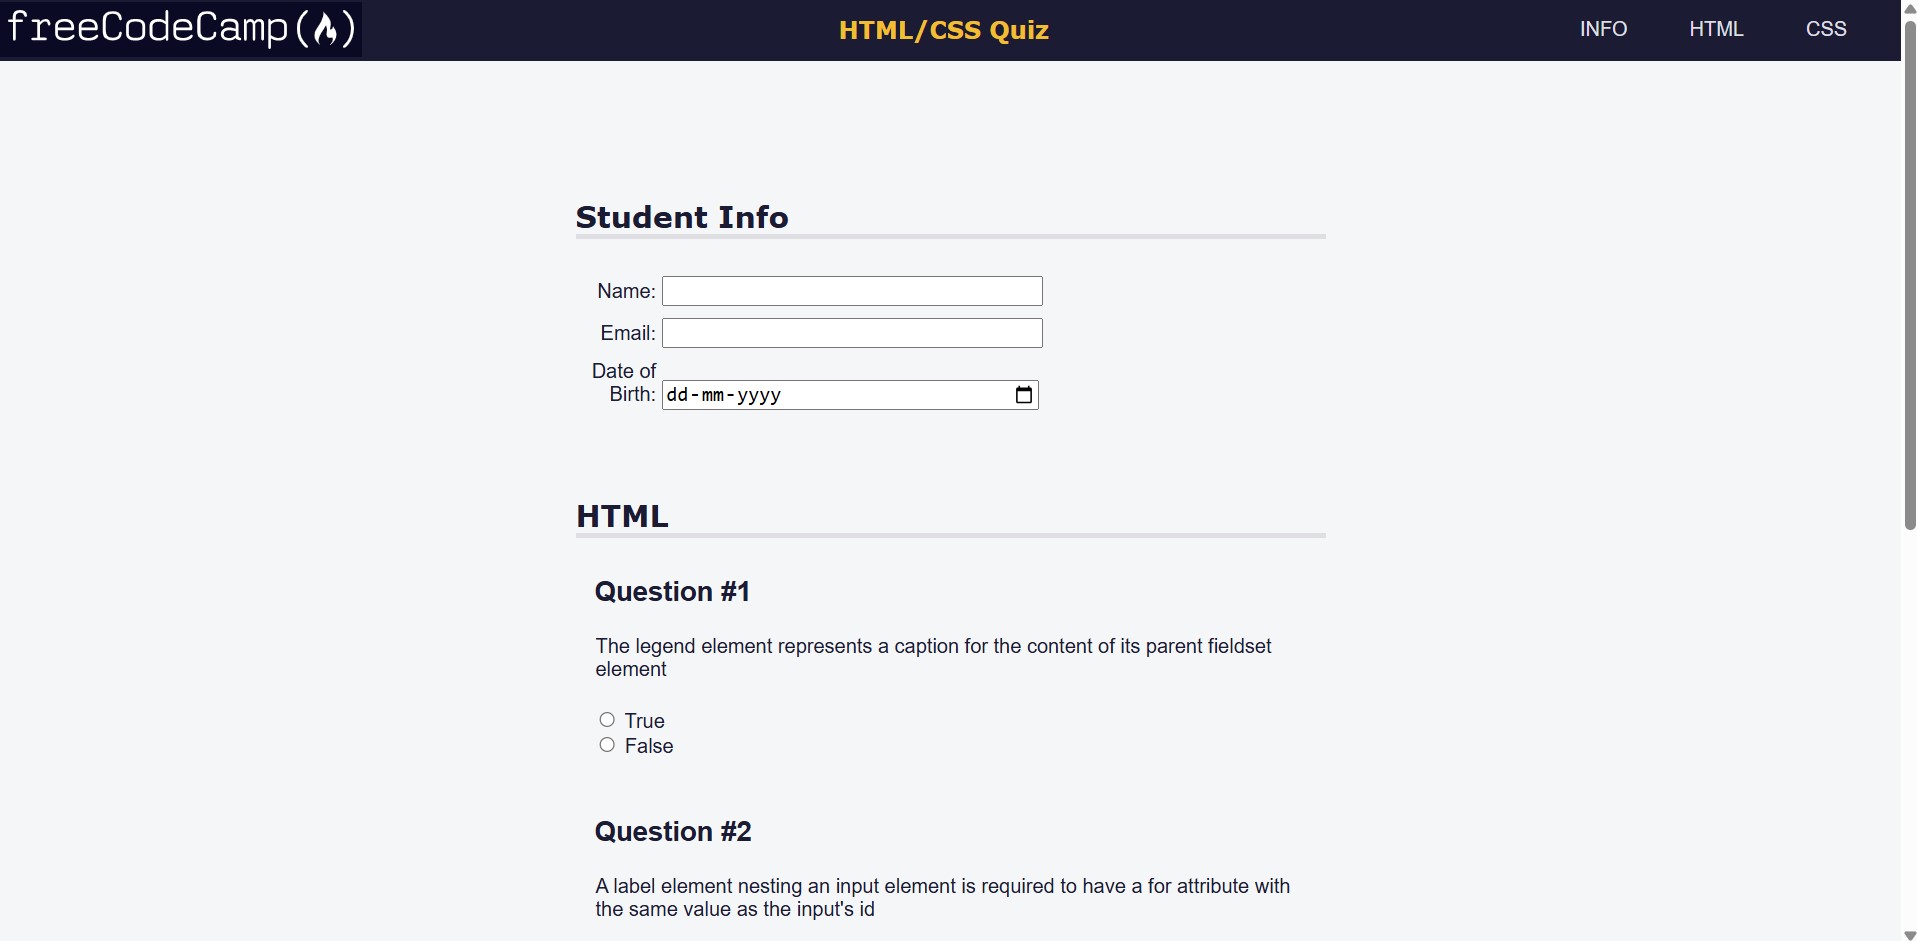 freeCodeCamp
HTML/CSS Quiz
INFO
HTML
CSS
Student Info
Name:
Email:
Date of
Birth:
dd-mm-yyyy
HTML
Question #1
The legend element represents a caption for the content of its parent fieldset
element
True
False
Question #2
A label element nesting an input element is required to have a for attribute with
the same value as the input's id